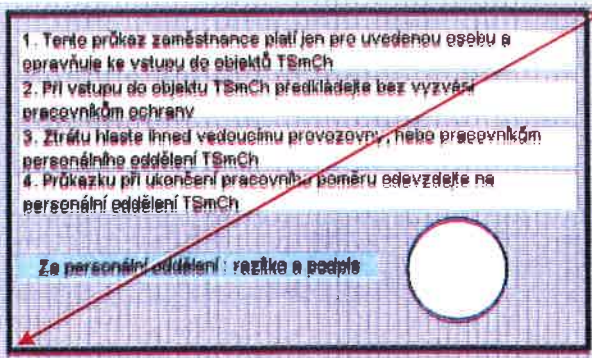 1. Tento průkaz zaměstnance platí jen pro uvedenou osobu a
opravňuje ke vstupu do objektů TSmCh
2. Při vstupu do objektu TSmCh předkládejte bez vyzvání
pracovníkům ochrany
3. Ztrátu hlaste ihned vedoucímu provozovny, nebo pracovníkům
personálního oddělení TSmCh
4. Průkazku při ukončení pracovního poměru odevzdejte na
personální oddělení TSmCh
Za personální oddělení : razítko a podpis